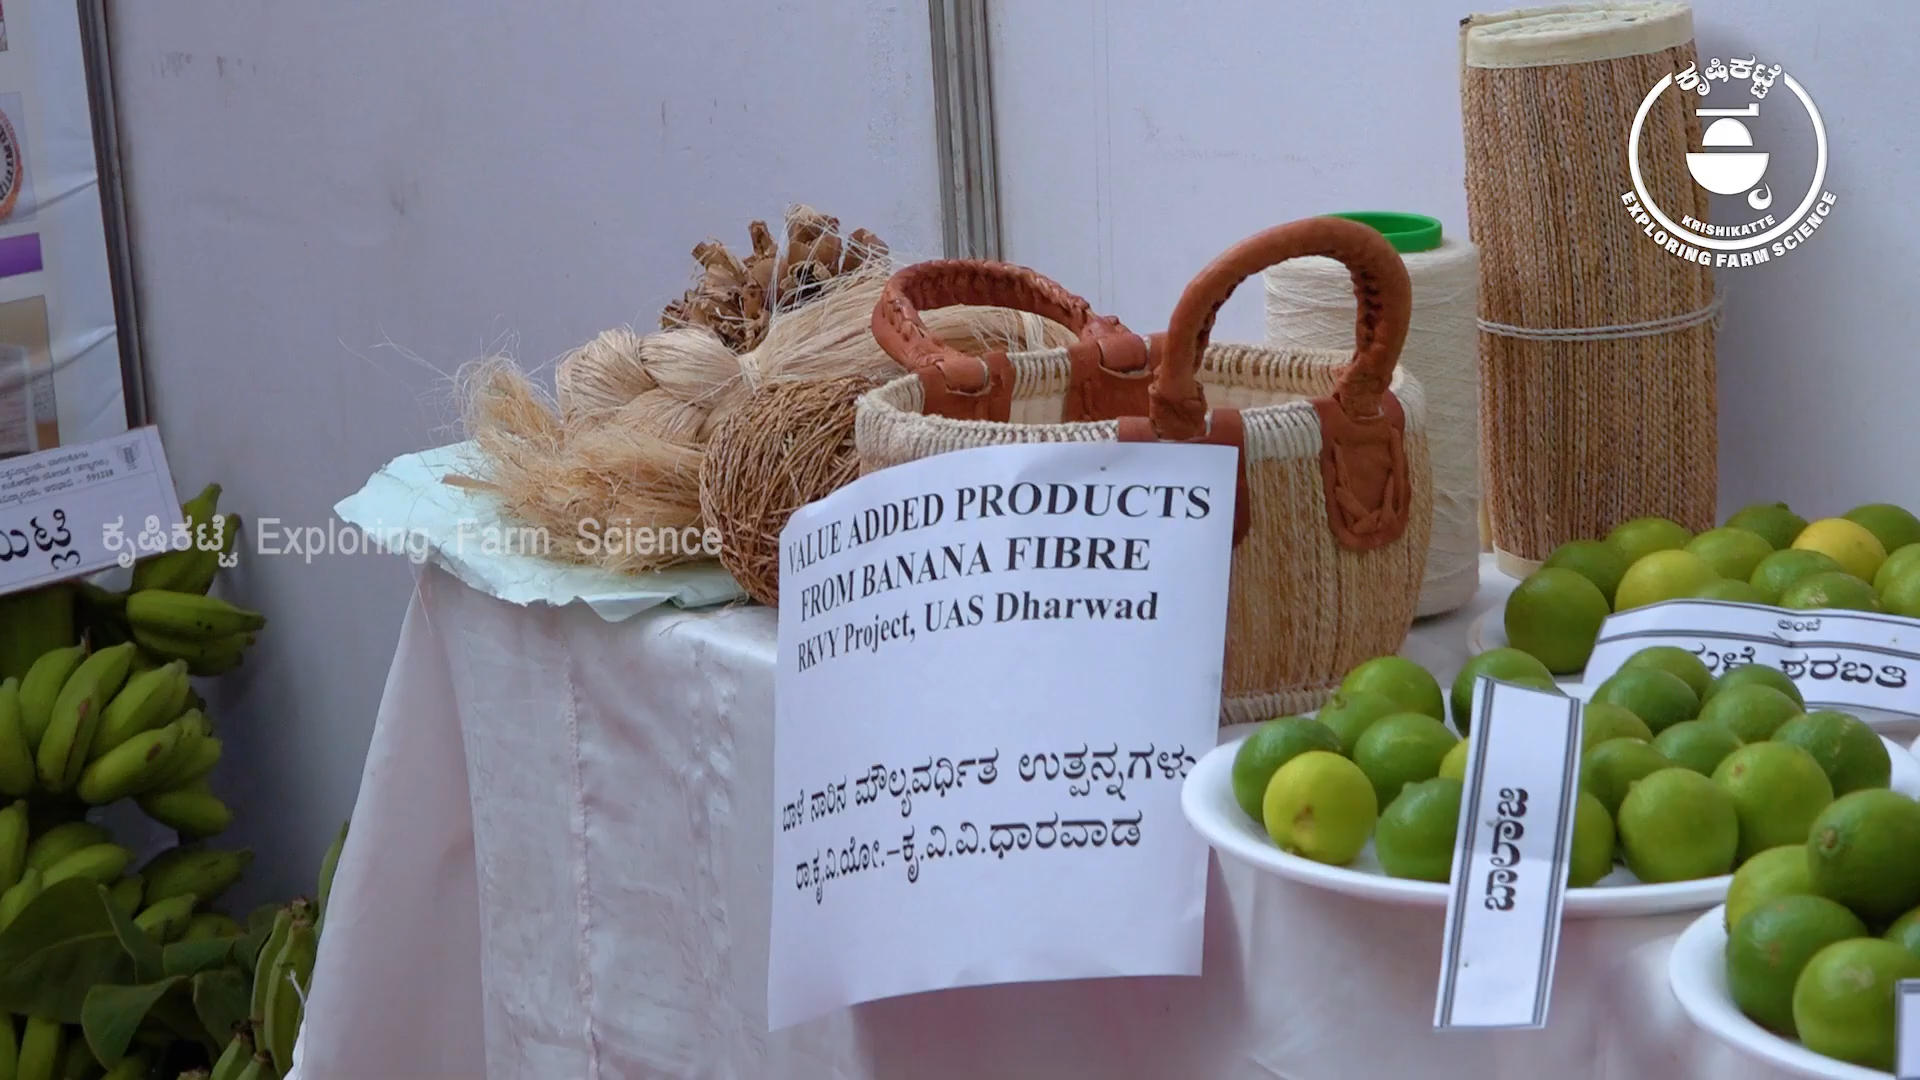 ಕೃಷಿಕಟ್ಟೆ
KRISHIKATTE
EXPLORING FARM SCIENCE
ಕೃಷಿಕಟ್ಟೆ Exploring Farm Science
591218
VALUE ADDED PRODUCTS
FROM BANANA FIBRE
RKVY Project, UAS Dharwad
ಬಾಳೆ ನಾರಿನ ಮೌಲ್ಯವರ್ಧಿತ ಉತ್ಪನ್ನಗಳು
ರಾ.ಕೃ.ವಿ.ಯೋ.-ಕೃ.ವಿ.ವಿ.ಧಾರವಾಡ
ಲಿಂಬೆ
ಶರಬತಿ
ಬಾಲಾಜಿ